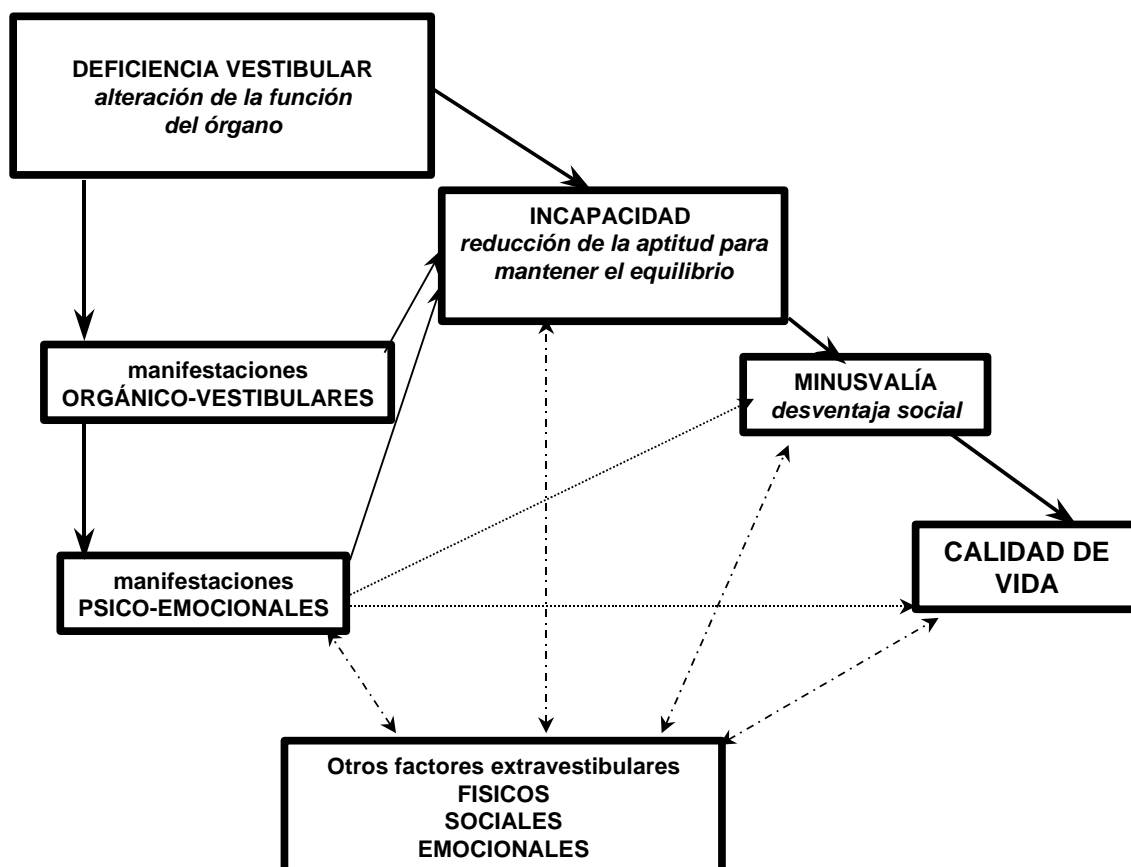 DEFICIENCIA VESTIBULAR
alteración de la función
del órgano
INCAPACIDAD
reducción de la aptitud para
mantener el equilibrio
manifestaciones
ORGÁNICO-VESTIBULARES
MINUSVALÍA
desventaja social
manifestaciones
PSICO-EMOCIONALES
CALIDAD DE
VIDA
Otros factores extravestibulares
FISICOS
SOCIALES
EMOCIONALES